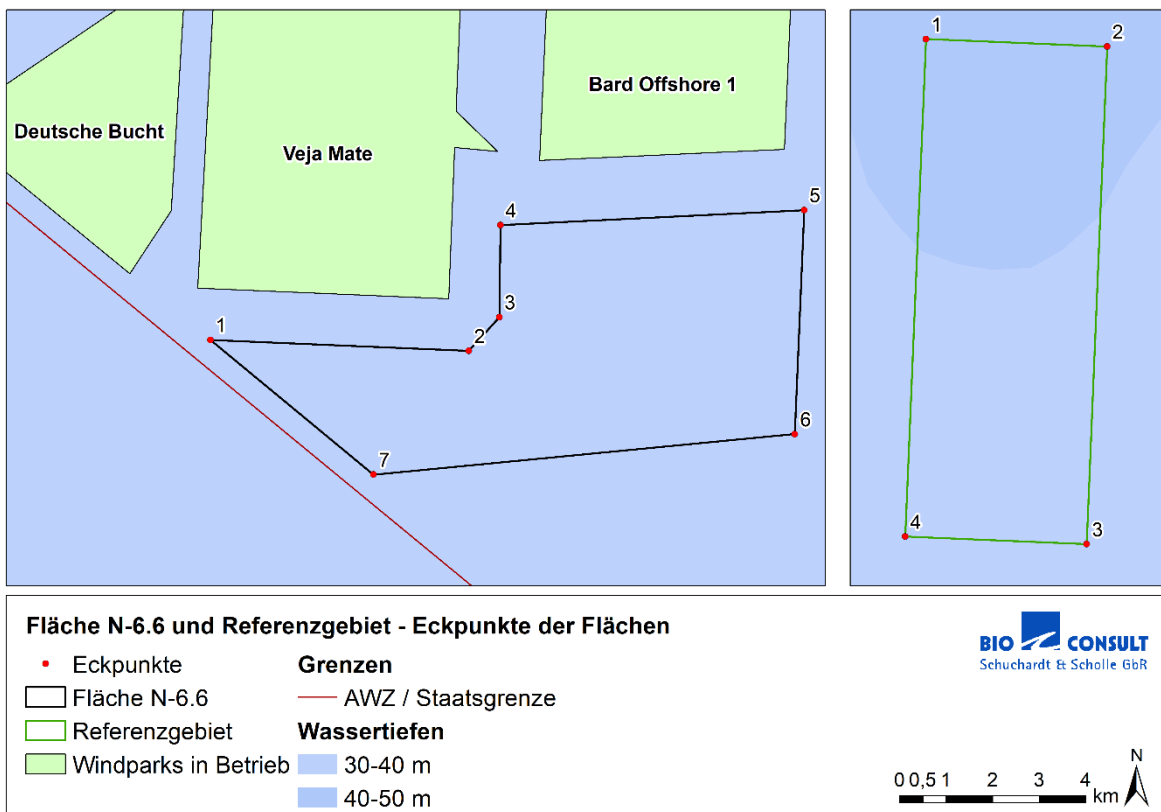 Deutsche Bucht
Veja Mate
Bard Offshore 1
1
2
3
4
5
6
7
1
2
3
4
Fläche N-6.6 und Referenzgebiet - Eckpunkte der Flächen
Eckpunkte
Fläche N-6.6
Referenzgebiet
Windparks in Betrieb
Grenzen
AWZ / Staatsgrenze
Wassertiefen
30-40 m
40-50 m
BIO CONSULT
Schuchardt & Scholle GbR
0 0,5 1 2 3 4
km
N